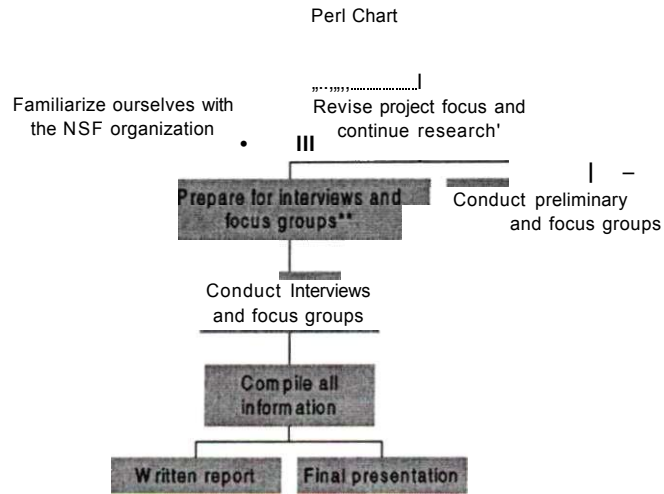 Perl Chart
Familiarize ourselves with
the NSF organization
Revise project focus and
continue research'
•
III
Prepare for interviews and
focus groups**
Conduct preliminary
and focus groups
Conduct Interviews
and focus groups
Compile all
information
Written report
Final presentation